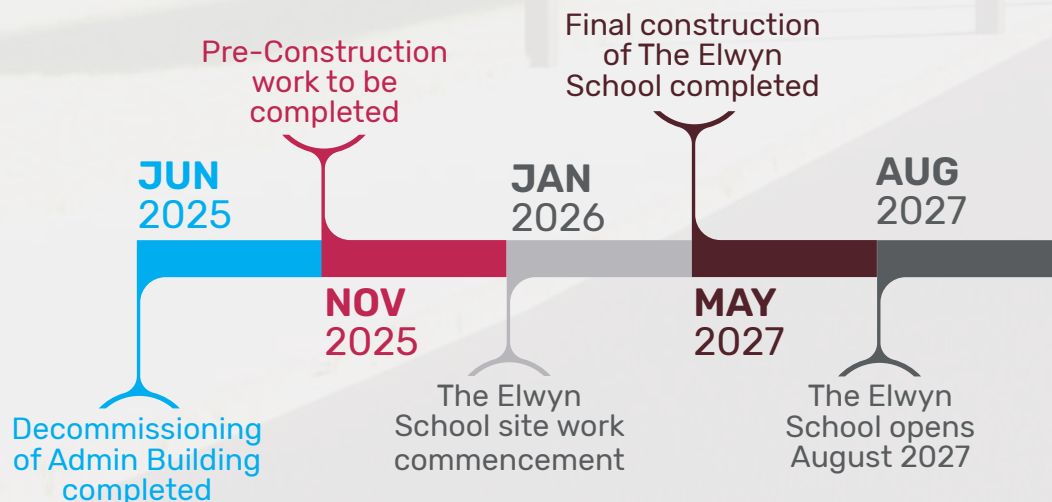 JUN
2025
Decommissioning
of Admin Building
completed
Pre-Construction
work to be
completed
NOV
2025
JAN
2026
The Elwyn
School site work
commencement
Final construction
of The Elwyn
School completed
MAY
2027
AUG
2027
The Elwyn
School opens
August 2027